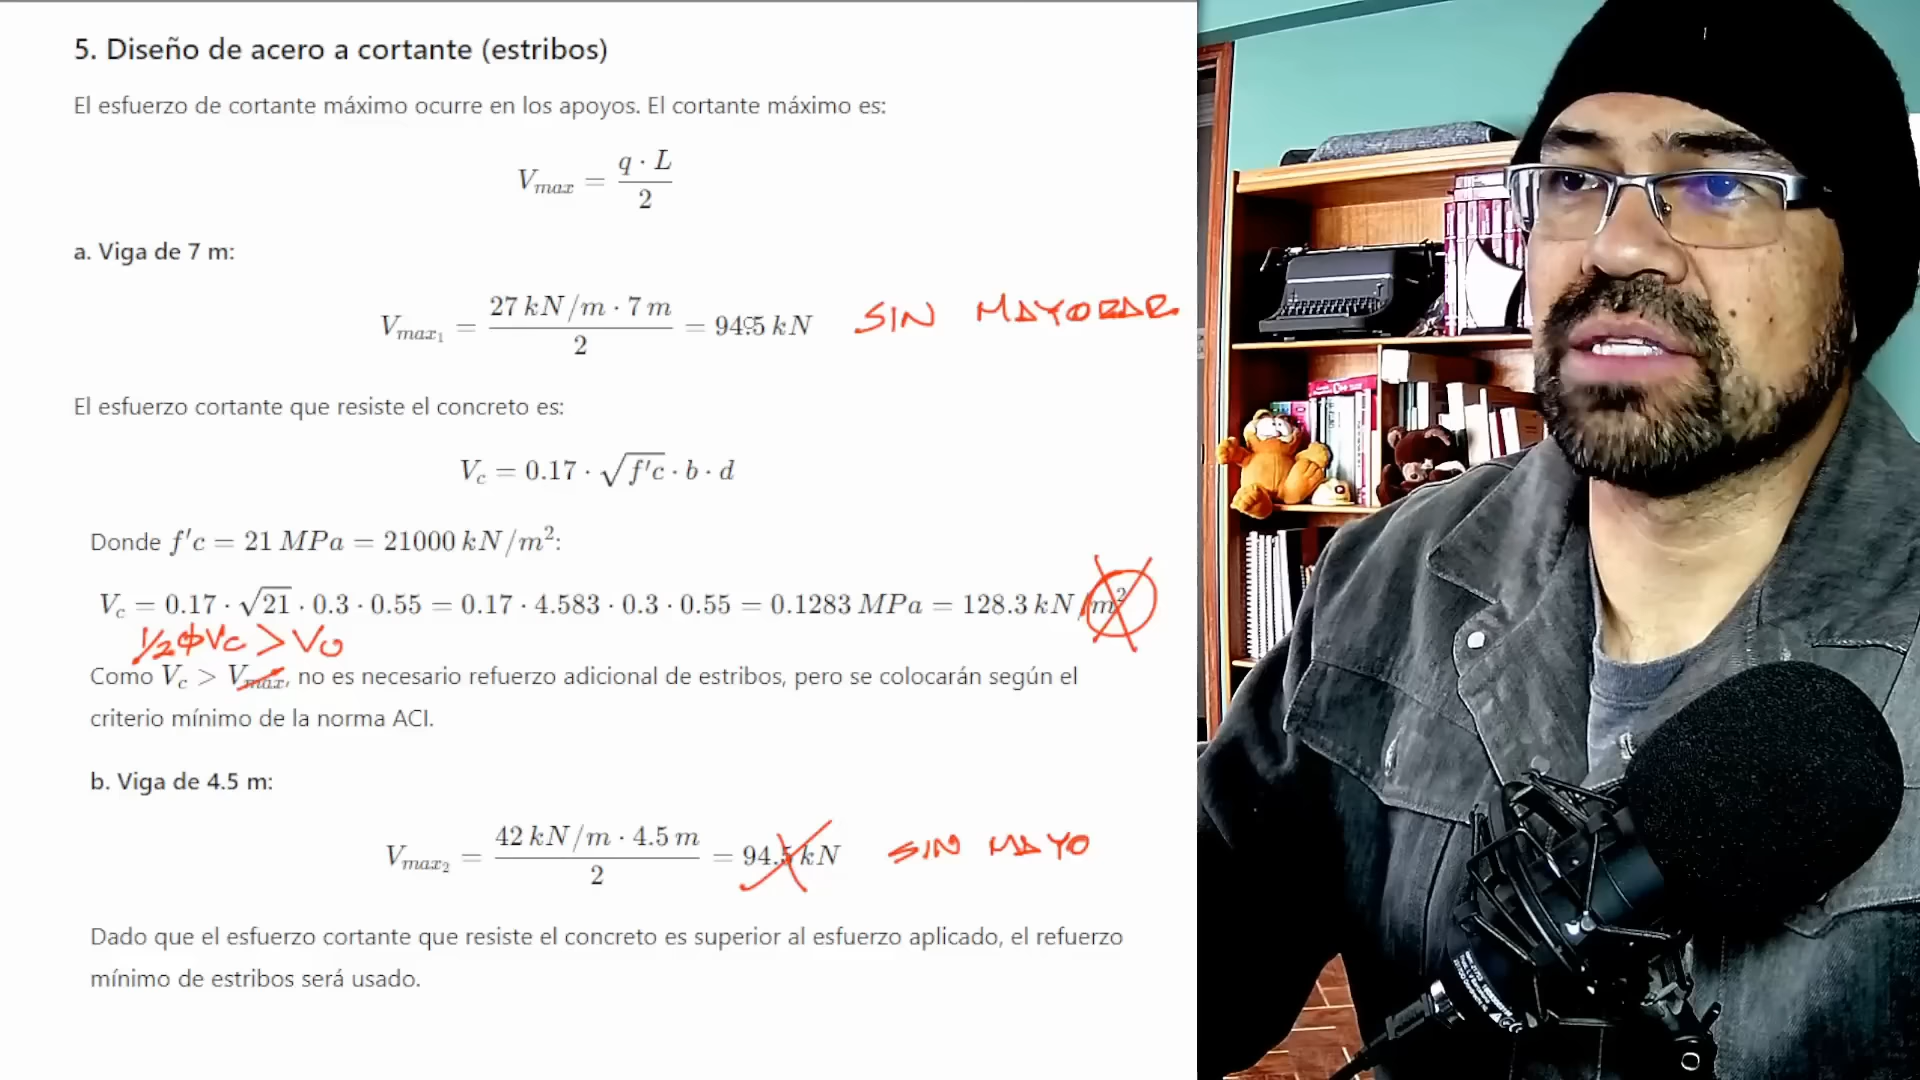 5. Diseño de acero a cortante (estribos)
El esfuerzo de cortante máximo ocurre en los apoyos. El cortante máximo es:
V_max = q · L / 2
a. Viga de 7 m:
V_max₁ = 27 kN/m · 7 m / 2 = 94.5 kN SIN MAYORAR
El esfuerzo cortante que resiste el concreto es:
V_c = 0.17 · √f'c · b · d
Donde f'c = 21 MPa = 21000 kN/m²:
V_c = 0.17 · √21 · 0.3 · 0.55 = 0.17 · 4.583 · 0.3 · 0.55 = 0.1283 MPa = 128.3 kN/m²
1/2 ϕVc > VU
Como V_c > V_max, no es necesario refuerzo adicional de estribos, pero se colocarán según el
criterio mínimo de la norma ACI.
b. Viga de 4.5 m:
V_max₂ = 42 kN/m · 4.5 m / 2 = 94.5 kN SIN MAYO
Dado que el esfuerzo cortante que resiste el concreto es superior al esfuerzo aplicado, el refuerzo
mínimo de estribos será usado.